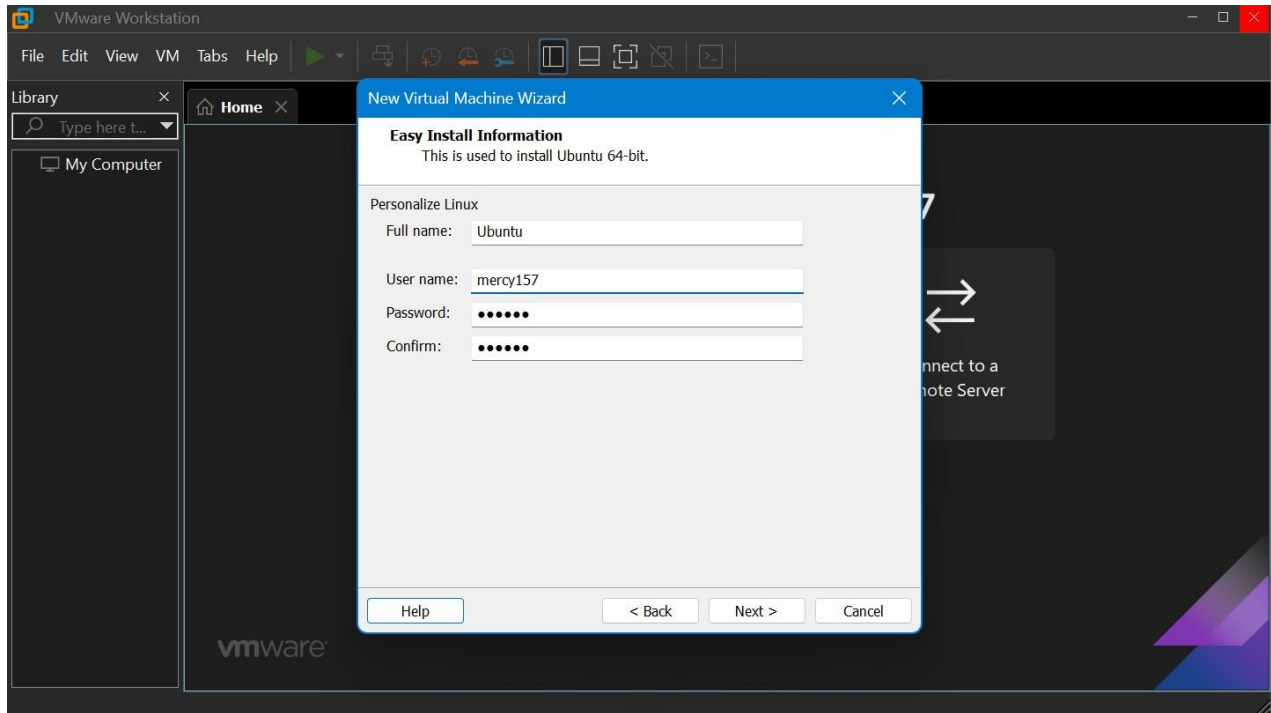 VMware Workstation
File Edit View VM Tabs Help
Library
Home
Type here t...
My Computer
New Virtual Machine Wizard
Easy Install Information
This is used to install Ubuntu 64-bit.
Personalize Linux
Full name: Ubuntu
User name: mercy157
Password: ●●●●●●
Confirm: ●●●●●●
7
nnect to a
note Server
Help
< Back
Next >
Cancel
vmware